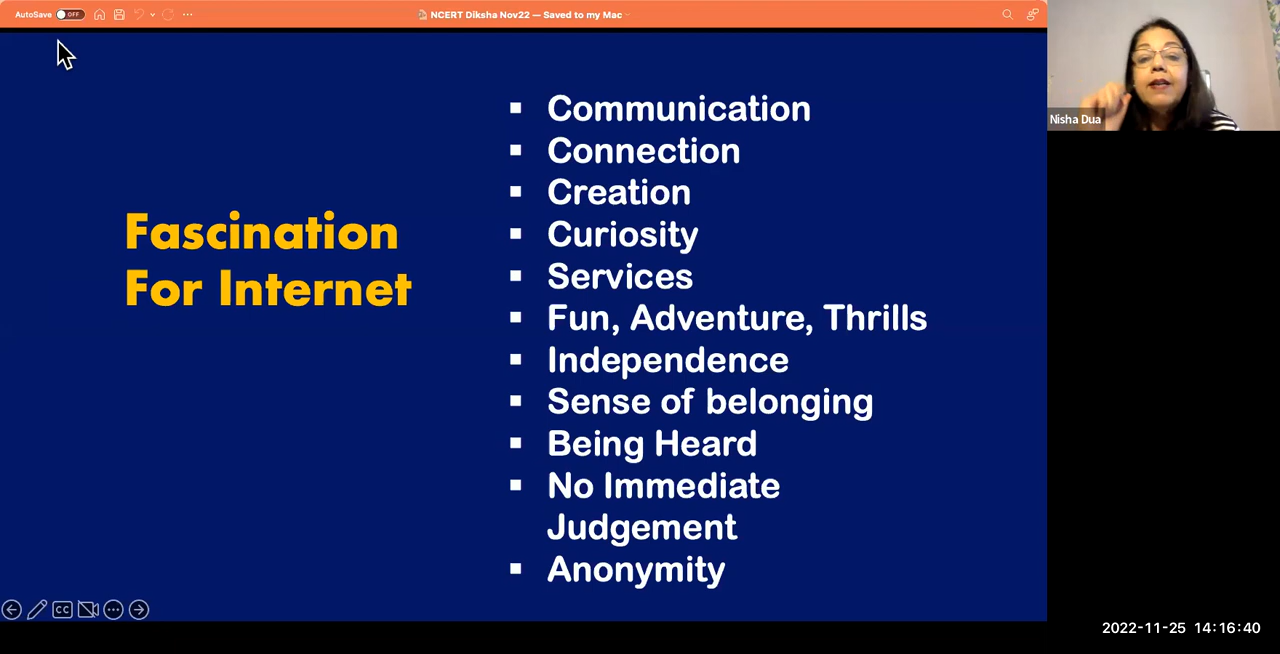 AutoSave OFF
NCERT Diksha Nov22 — Saved to my Mac
Fascination
For Internet
▪ Communication
▪ Connection
▪ Creation
▪ Curiosity
▪ Services
▪ Fun, Adventure, Thrills
▪ Independence
▪ Sense of belonging
▪ Being Heard
▪ No Immediate
Judgement
▪ Anonymity
Nisha Dua
CC
2022-11-25 14:16:40